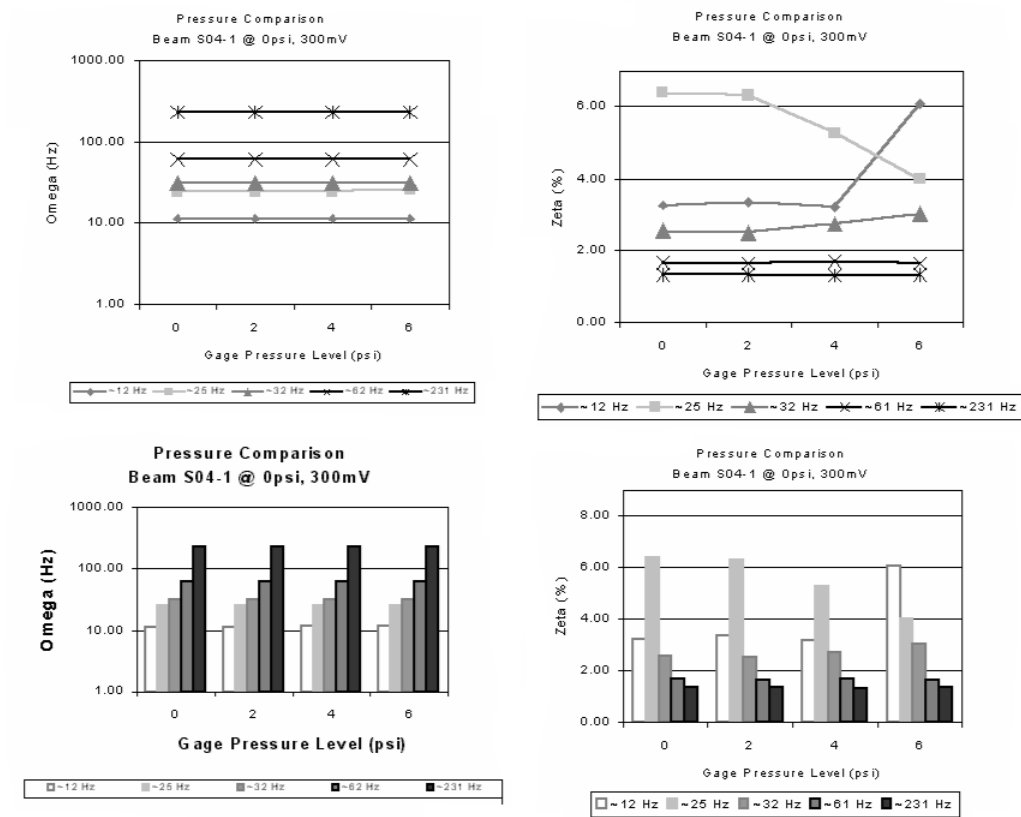 Pressure Comparison
Beam S04-1 @ 0psi, 300mV
1000.00
100.00
10.00
1.00
Omega (Hz)
0 2 4 6
Gage Pressure Level (psi)
~12 Hz ~25 Hz ~32 Hz ~62 Hz ~231 Hz
Pressure Comparison
Beam S04-1 @ 0psi, 300mV
6.00
4.00
2.00
0.00
Zeta (%)
0 2 4 6
Gage Pressure Level (psi)
~12 Hz ~25 Hz ~32 Hz ~61 Hz ~231 Hz
Pressure Comparison
Beam S04-1 @ 0psi, 300mV
1000.00
100.00
10.00
1.00
Omega (Hz)
0 2 4 6
Gage Pressure Level (psi)
~12 Hz ~25 Hz ~32 Hz ~62 Hz ~231 Hz
Pressure Comparison
Beam S04-1 @ 0psi, 300mV
8.00
6.00
4.00
2.00
0.00
Zeta (%)
0 2 4 6
Gage Pressure Level (psi)
~12 Hz ~25 Hz ~32 Hz ~61 Hz ~231 Hz